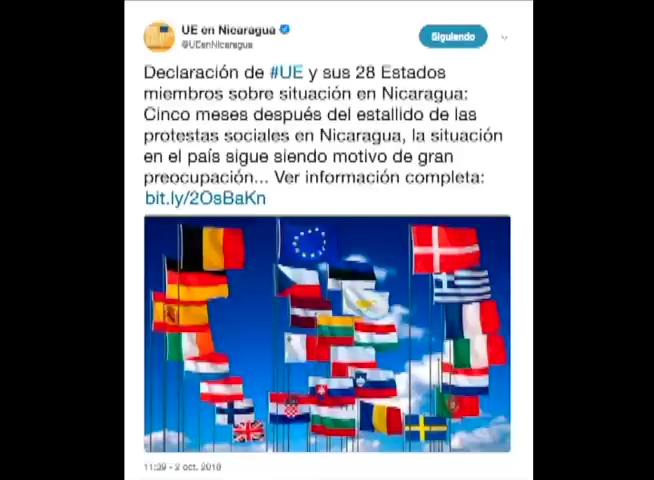 UE en Nicaragua
@UEenNicaragua
Siguiendo
Declaración de #UE y sus 28 Estados
miembros sobre situación en Nicaragua:
Cinco meses después del estallido de las
protestas sociales en Nicaragua, la situación
en el país sigue siendo motivo de gran
preocupación... Ver información completa:
bit.ly/2OsBaKn
11:29 - 2 oct. 2018